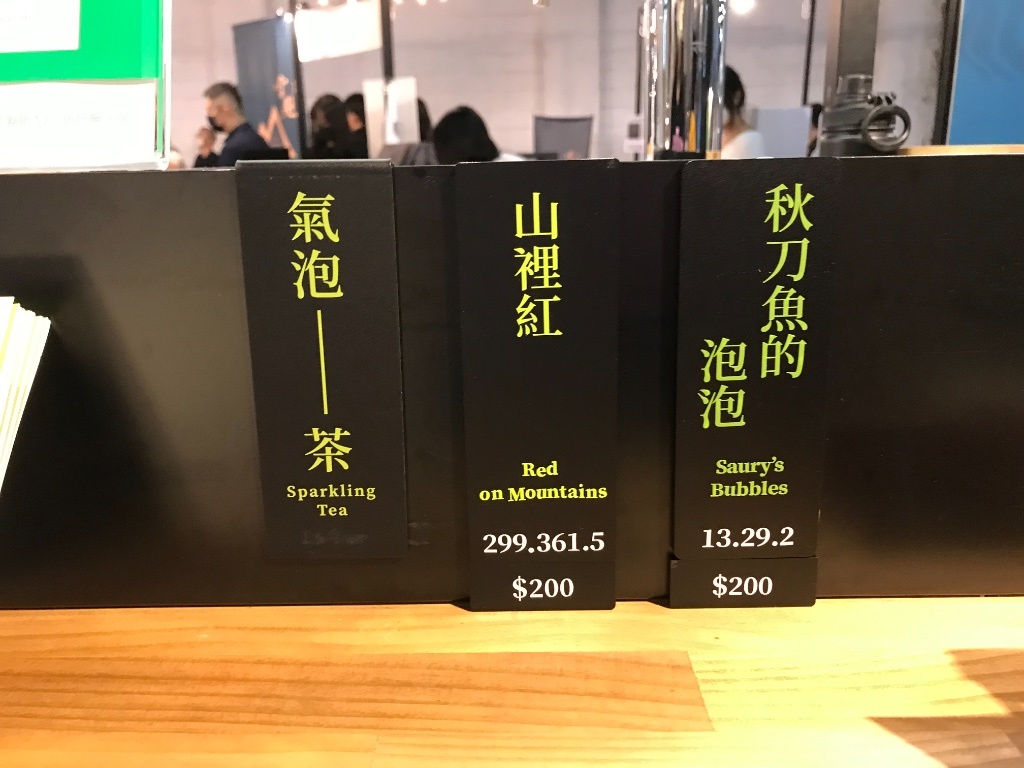 氣泡——茶
Sparkling
Tea
山裡紅
Red
on Mountains
299.361.5
$200
秋刀魚的
泡泡
Saury's
Bubbles
13.29.2
$200